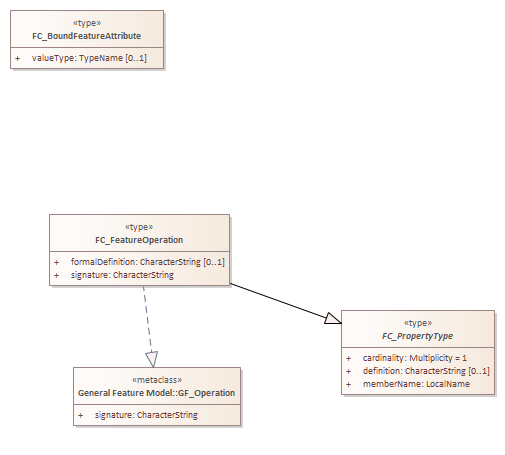 «type»
FC_BoundFeatureAttribute
+ valueType: TypeName [0..1]
«type»
FC_FeatureOperation
+ formalDefinition: CharacterString [0..1]
+ signature: CharacterString
«type»
FC_PropertyType
+ cardinality: Multiplicity = 1
+ definition: CharacterString [0..1]
+ memberName: LocalName
«metaclass»
General Feature Model::GF_Operation
+ signature: CharacterString